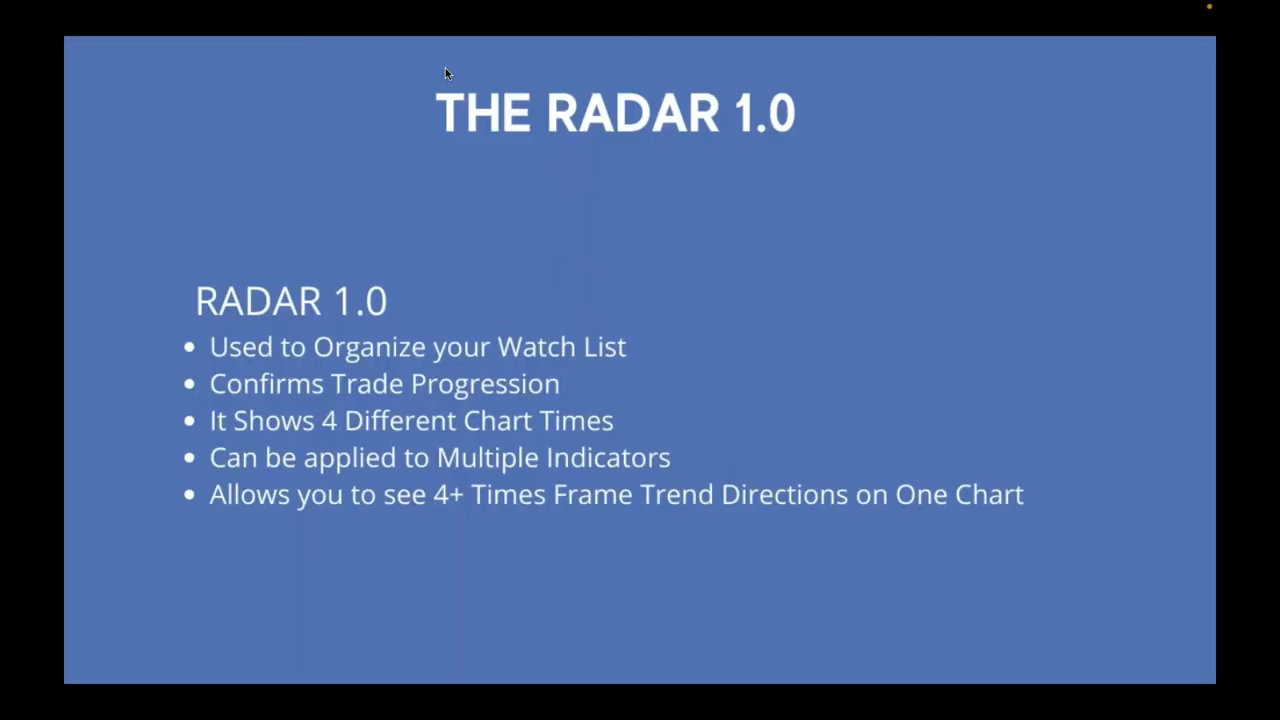 THE RADAR 1.0
RADAR 1.0
• Used to Organize your Watch List
• Confirms Trade Progression
• It Shows 4 Different Chart Times
• Can be applied to Multiple Indicators
• Allows you to see 4+ Times Frame Trend Directions on One Chart